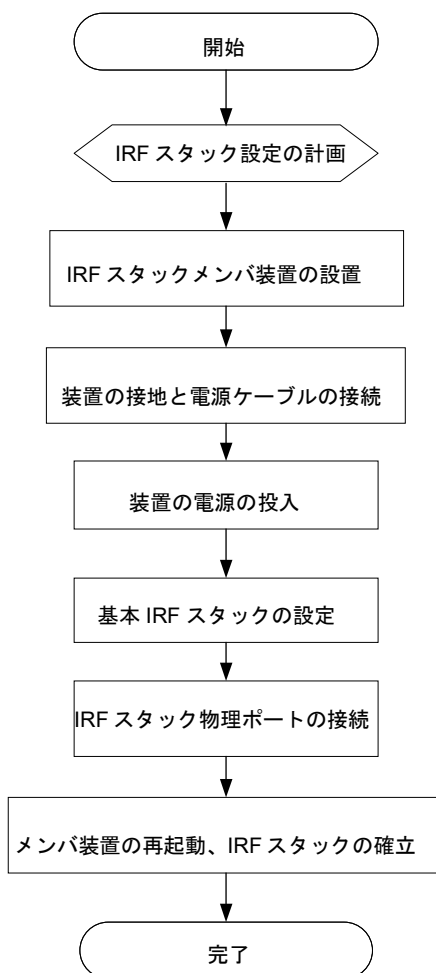 開始
IRF スタック設定の計画
IRF スタックメンバ装置の設置
装置の接地と電源ケーブルの接続
装置の電源の投入
基本 IRF スタックの設定
IRF スタック物理ポートの接続
メンバ装置の再起動、IRF スタックの確立
完了